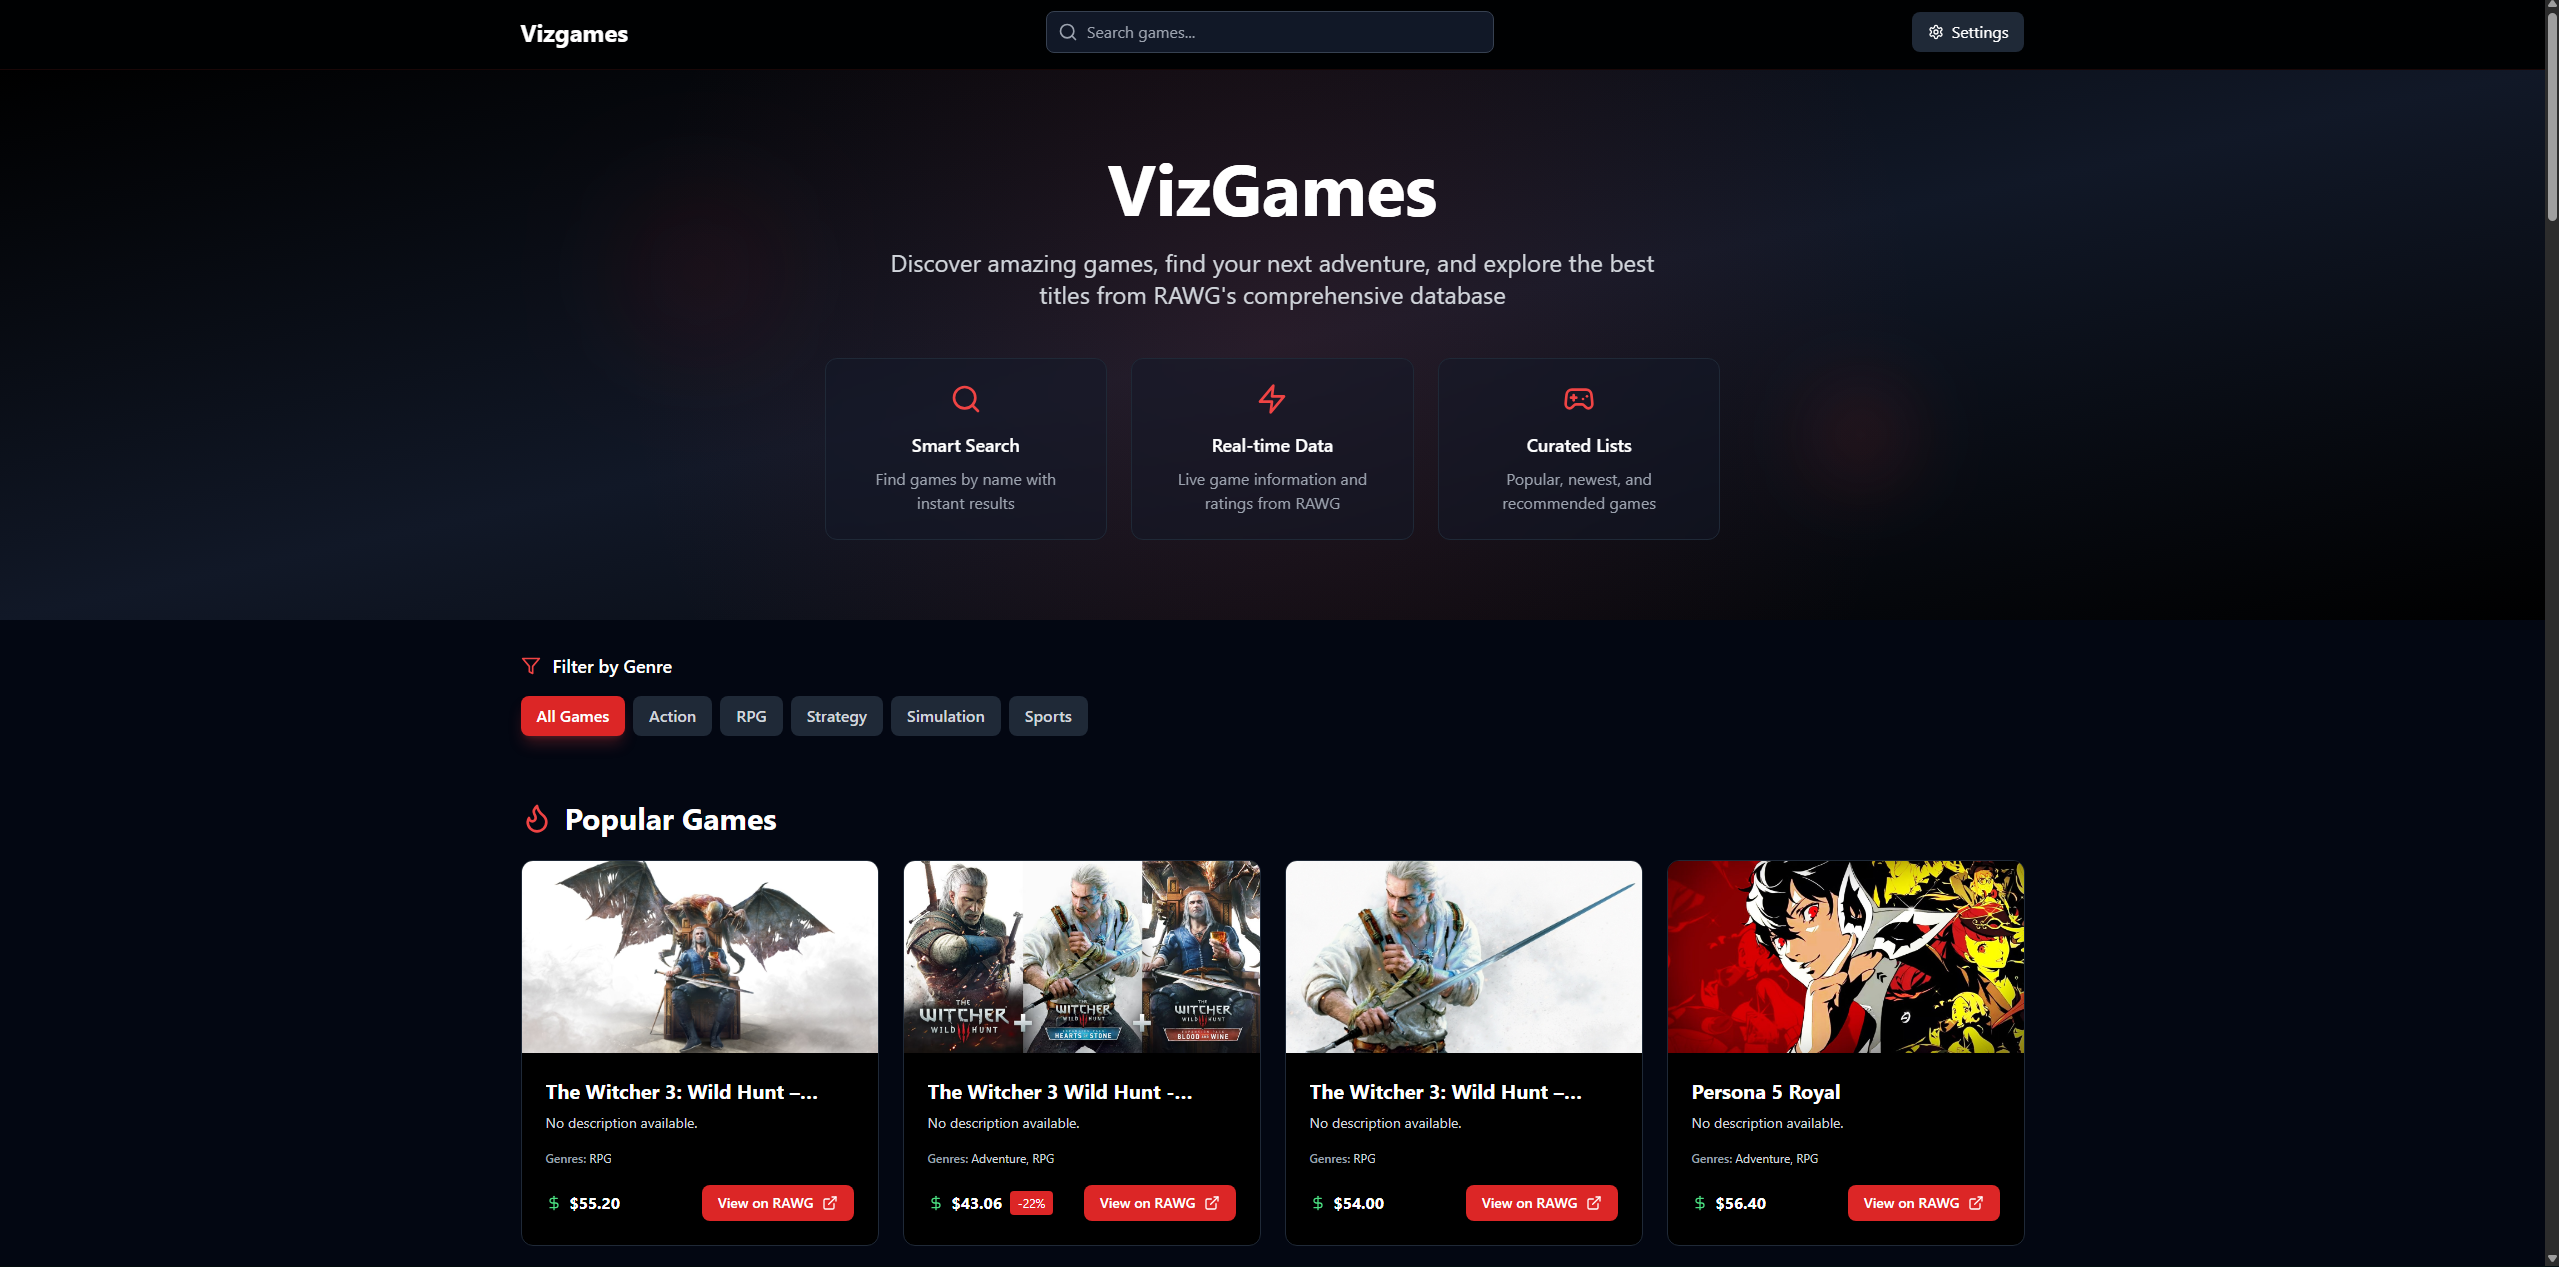 Vizgames
Search games...
Settings
VizGames
Discover amazing games, find your next adventure, and explore the best
titles from RAWG's comprehensive database
Smart Search
Find games by name with
instant results
Real-time Data
Live game information and
ratings from RAWG
Curated Lists
Popular, newest, and
recommended games
Filter by Genre
All Games
Action
RPG
Strategy
Simulation
Sports
Popular Games
THE
WITCHER
WILD HUNT
THE
WITCHER
WILD HUNT
HEARTS OF STONE
THE
WITCHER
WILD HUNT
BLOOD AND WINE
The Witcher 3: Wild Hunt –...
No description available.
Genres: RPG
$ $55.20
View on RAWG
The Witcher 3 Wild Hunt -...
No description available.
Genres: Adventure, RPG
$ $43.06 -22%
View on RAWG
The Witcher 3: Wild Hunt –...
No description available.
Genres: RPG
$ $54.00
View on RAWG
Persona 5 Royal
No description available.
Genres: Adventure, RPG
$ $56.40
View on RAWG